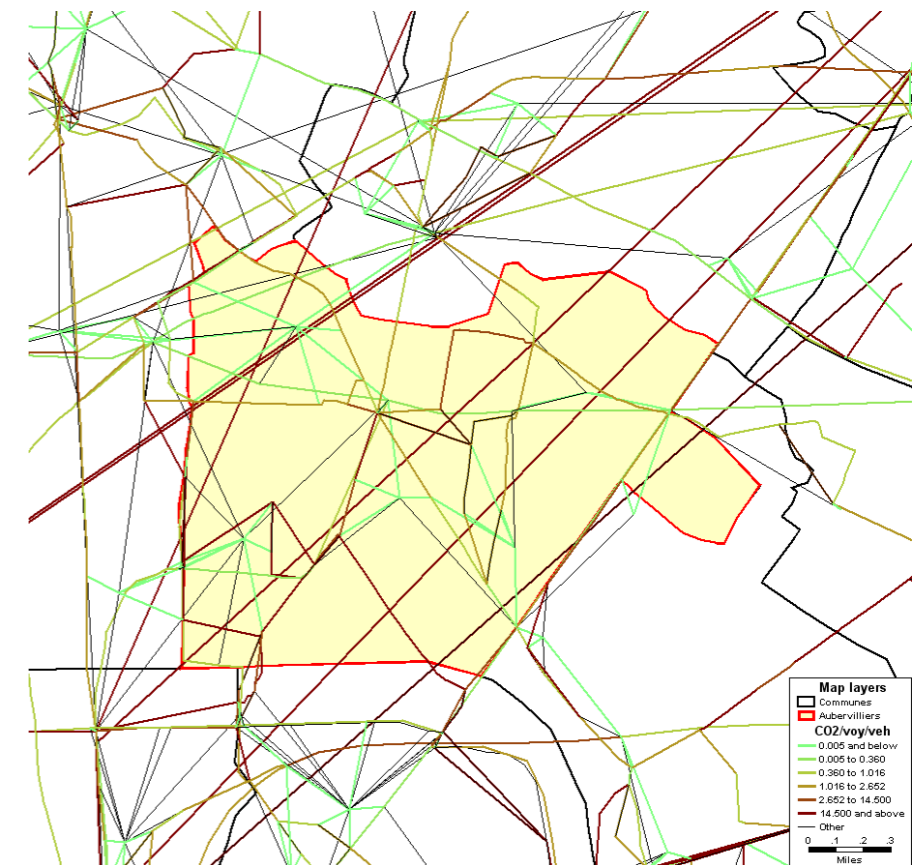 Map layers
Communes
Aubervilliers
CO2/voy/veh
0.005 and below
0.005 to 0.360
0.360 to 1.016
1.016 to 2.652
2.652 to 14.500
14.500 and above
Other
0 .1 .2 .3
Miles